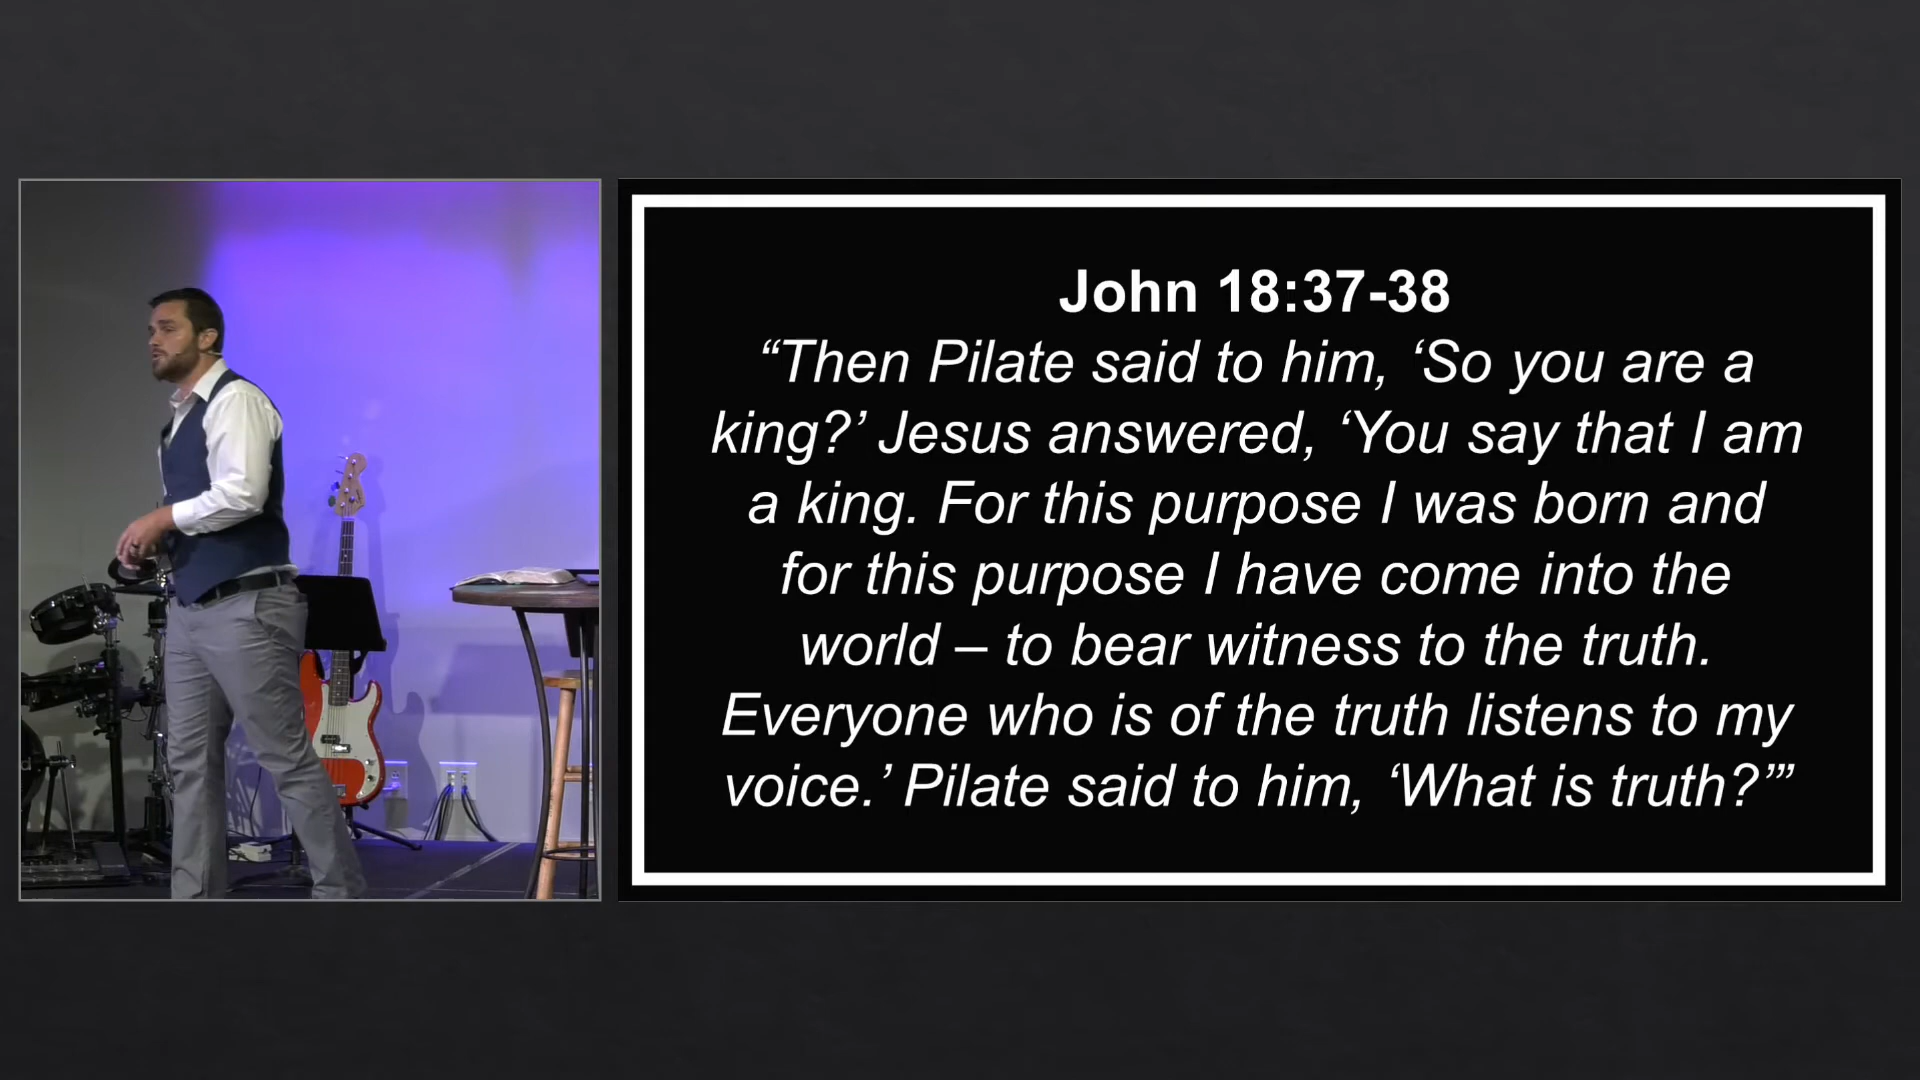 John 18:37-38
“Then Pilate said to him, ‘So you are a
king?’ Jesus answered, ‘You say that I am
a king. For this purpose I was born and
for this purpose I have come into the
world – to bear witness to the truth.
Everyone who is of the truth listens to my
voice.’ Pilate said to him, ‘What is truth?’”